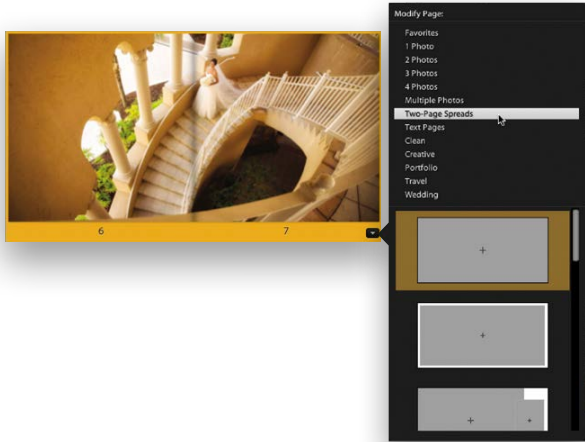 Modify Page:
Favorites
1 Photo
2 Photos
3 Photos
4 Photos
Multiple Photos
Two-Page Spreads
Text Pages
Clean
Creative
Portfolio
Travel
Wedding
6
7